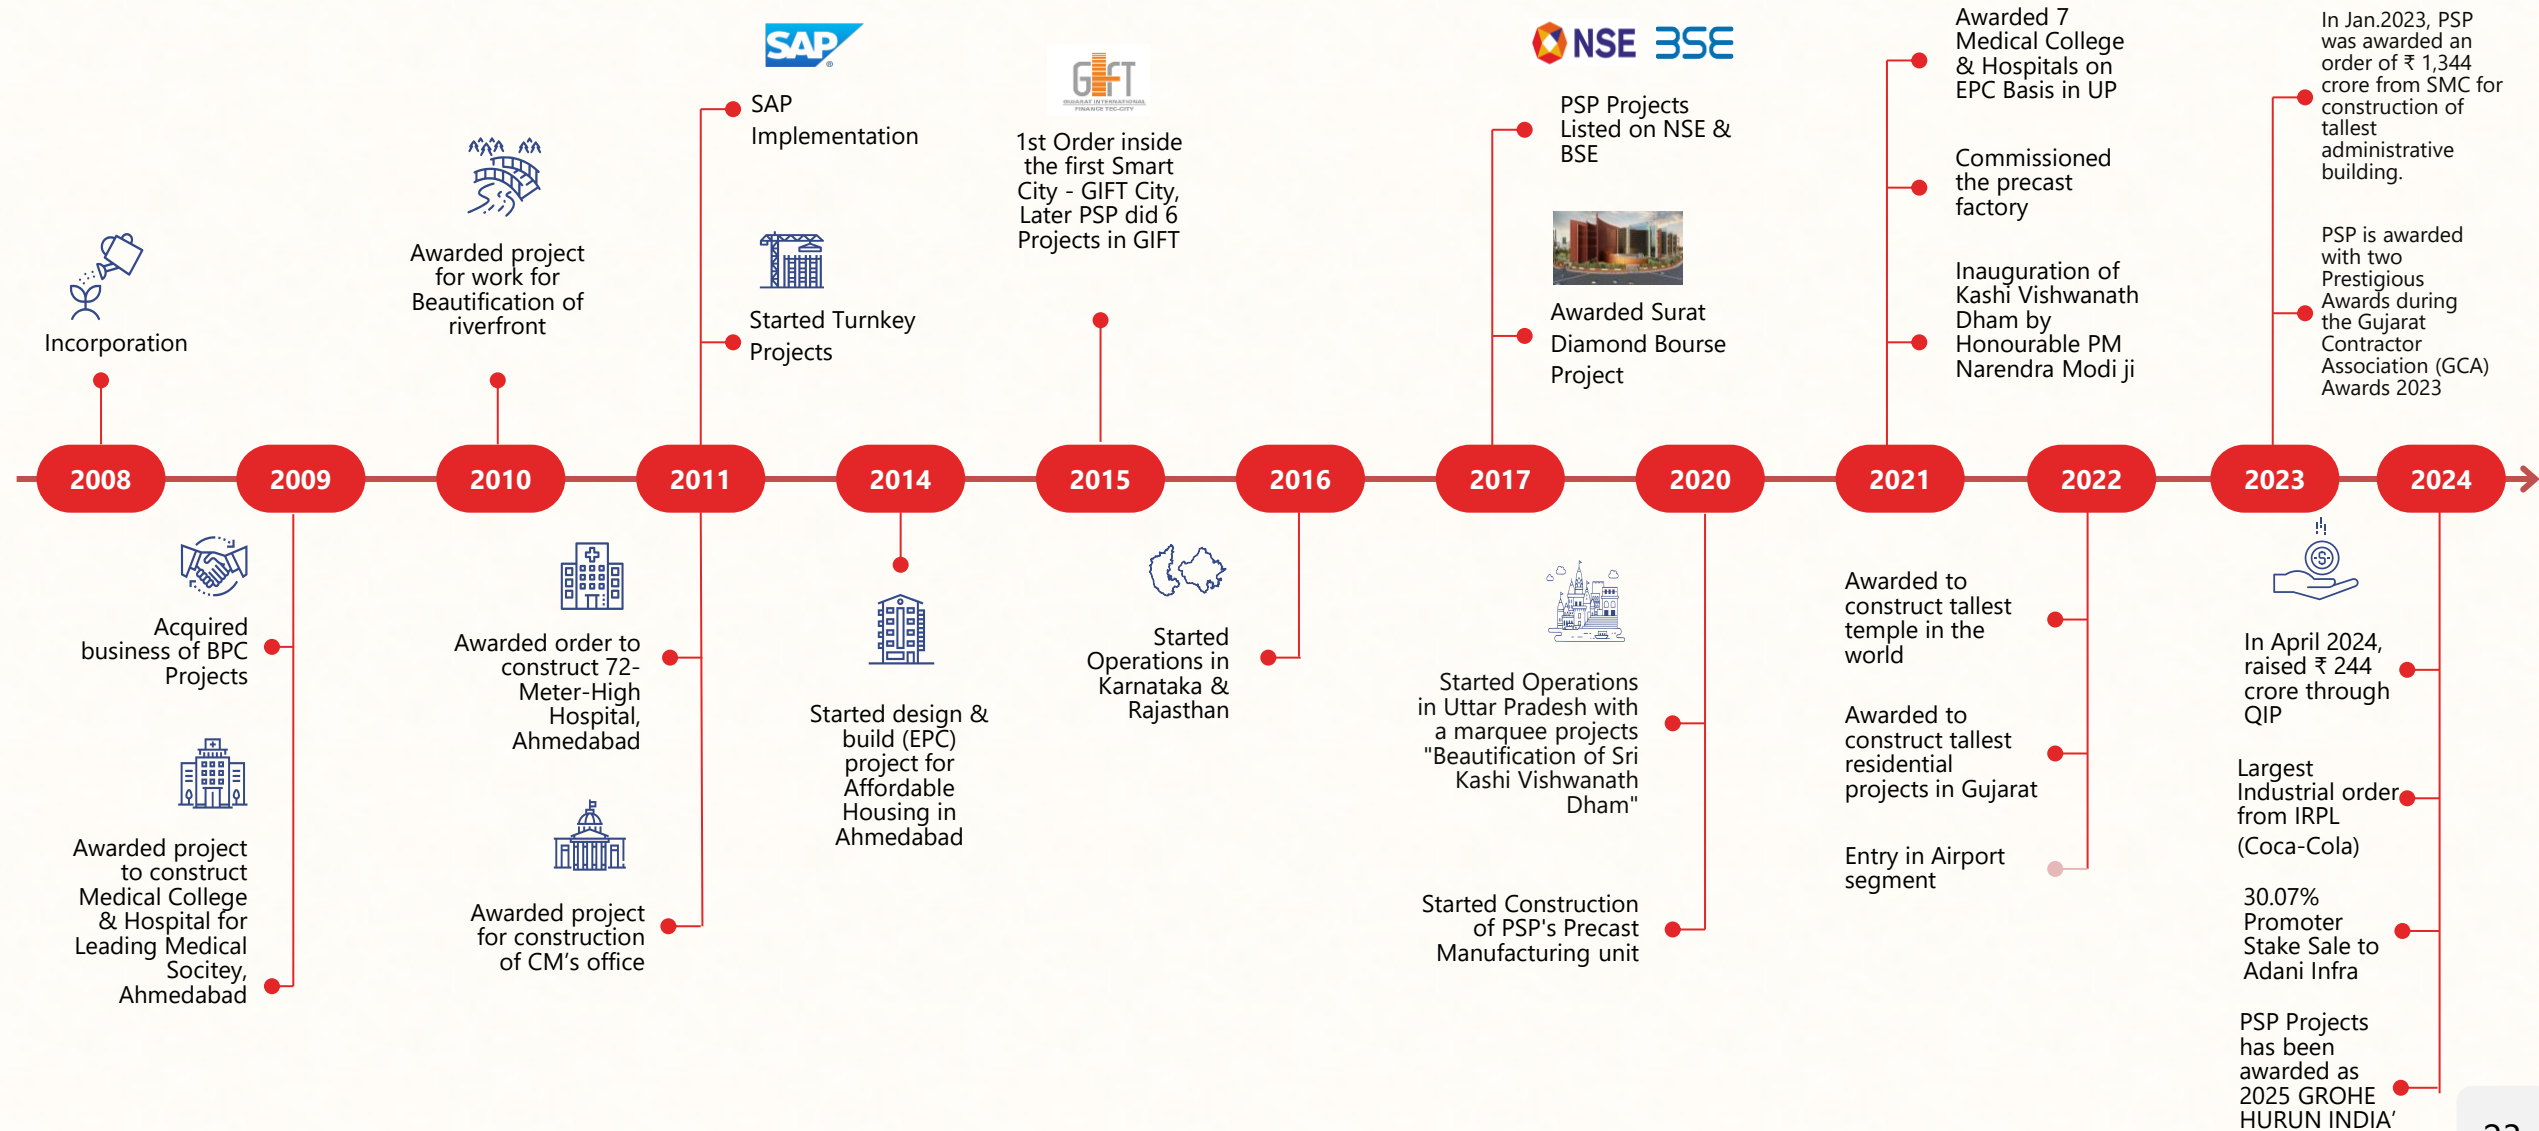 SAP
®
SAP
Implementation
Started Turnkey
Projects
GIFT
GUJARAT INTERNATIONAL
FINANCE TEC-CITY
1st Order inside
the first Smart
City - GIFT City,
Later PSP did 6
Projects in GIFT
NSE BSE
PSP Projects
Listed on NSE &
BSE
Awarded Surat
Diamond Bourse
Project
Awarded 7
Medical College
& Hospitals on
EPC Basis in UP
Commissioned
the precast
factory
Inauguration of
Kashi Vishwanath
Dham by
Honourable PM
Narendra Modi ji
In Jan.2023, PSP
was awarded an
order of ₹ 1,344
crore from SMC for
construction of
tallest
administrative
building.
PSP is awarded
with two
Prestigious
Awards during
the Gujarat
Contractor
Association (GCA)
Awards 2023
Incorporation
Awarded project
for work for
Beautification of
riverfront
2008 2009 2010 2011 2014 2015 2016 2017 2020 2021 2022 2023 2024
Acquired
business of BPC
Projects
Awarded project
to construct
Medical College
& Hospital for
Leading Medical
Socitey,
Ahmedabad
Awarded order to
construct 72-
Meter-High
Hospital,
Ahmedabad
Awarded project
for construction
of CM’s office
Started design &
build (EPC)
project for
Affordable
Housing in
Ahmedabad
Started
Operations in
Karnataka &
Rajasthan
Started Operations
in Uttar Pradesh with
a marquee projects
"Beautification of Sri
Kashi Vishwanath
Dham"
Started Construction
of PSP's Precast
Manufacturing unit
Awarded to
construct tallest
temple in the
world
Awarded to
construct tallest
residential
projects in Gujarat
Entry in Airport
segment
In April 2024,
raised ₹ 244
crore through
QIP
Largest
Industrial order
from IRPL
(Coca-Cola)
30.07%
Promoter
Stake Sale to
Adani Infra
PSP Projects
has been
awarded as
2025 GROHE
HURUN INDIA’